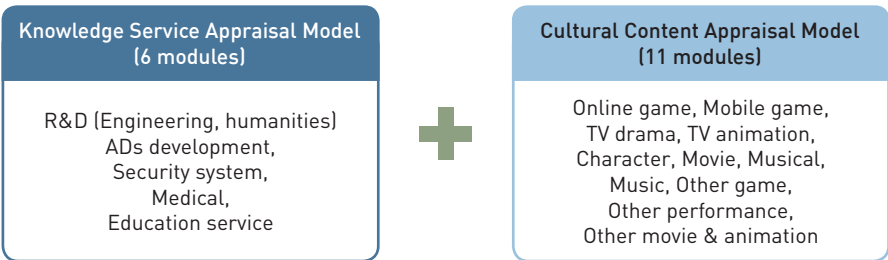 Knowledge Service Appraisal Model
(6 modules)
R&D (Engineering, humanities)
ADs development,
Security system,
Medical,
Education service
Cultural Content Appraisal Model
(11 modules)
Online game, Mobile game,
TV drama, TV animation,
Character, Movie, Musical,
Music, Other game,
Other performance,
Other movie & animation